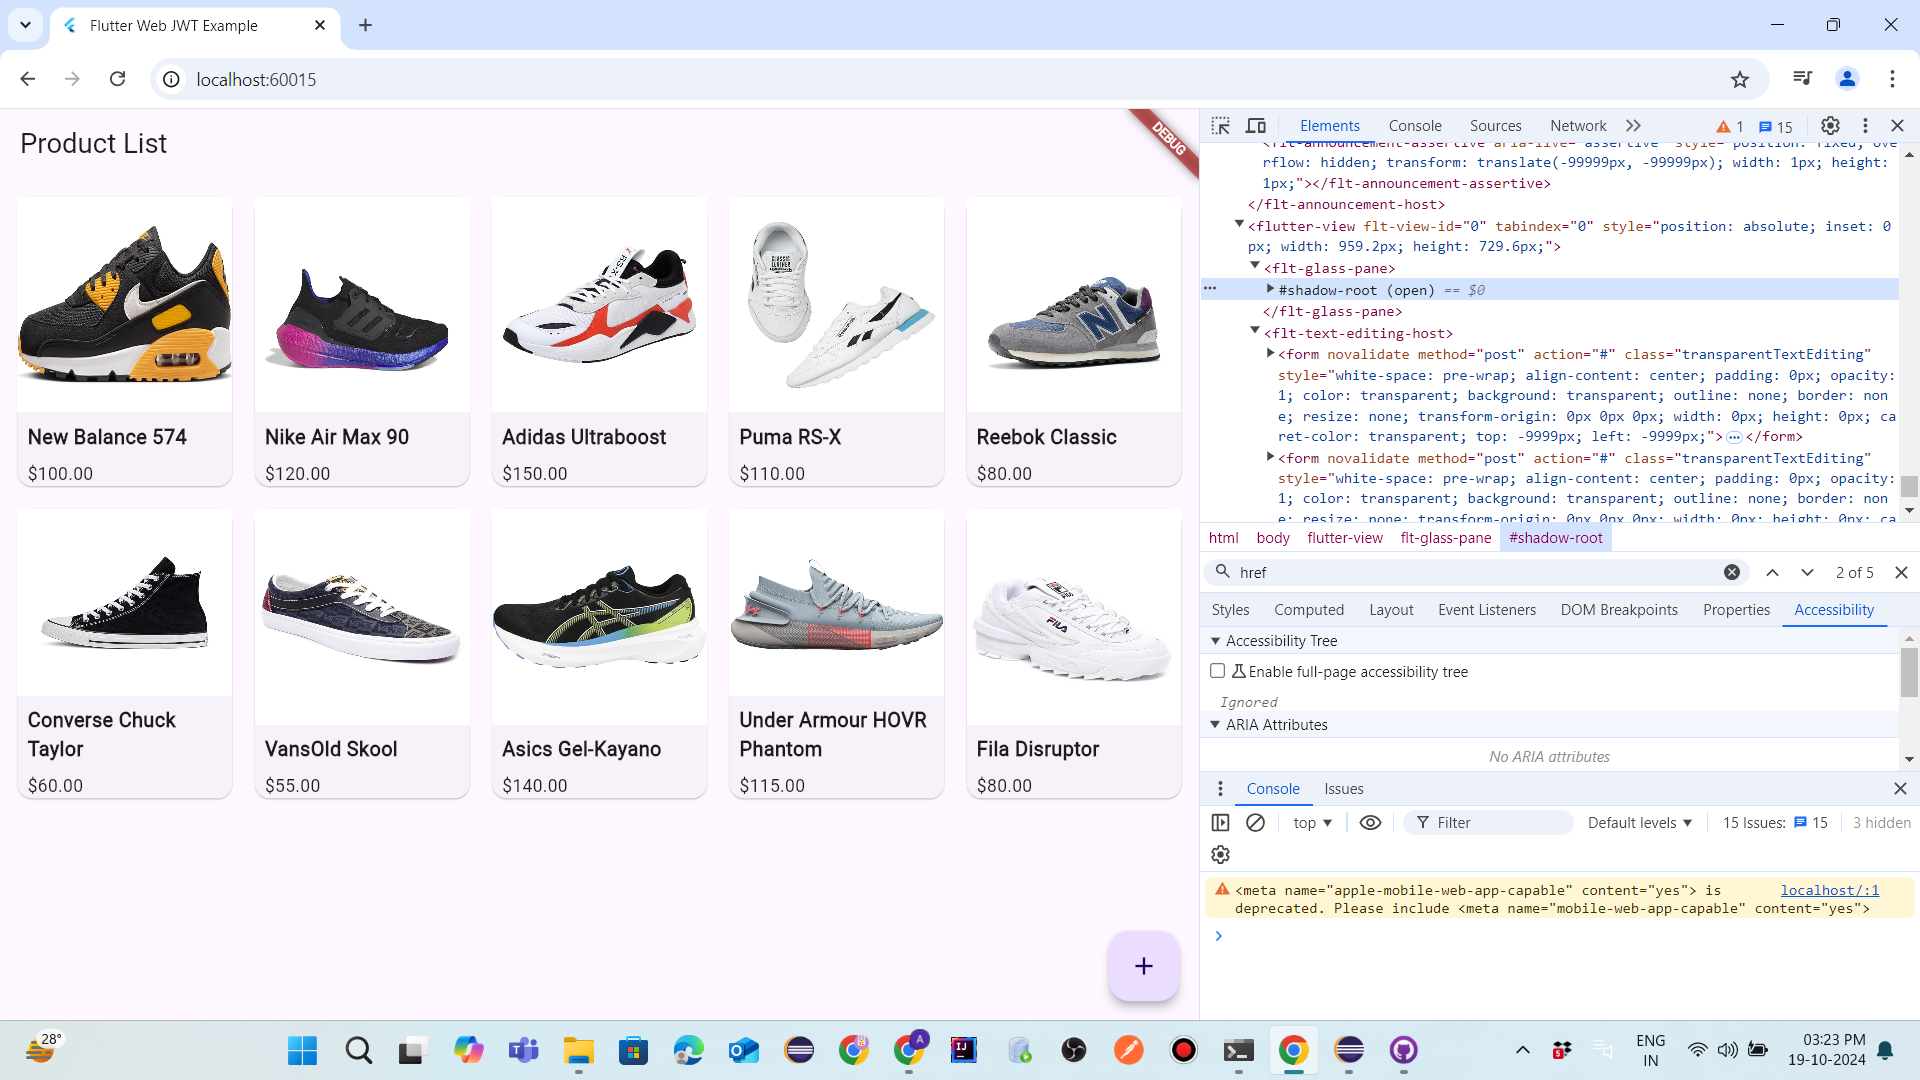 Flutter Web JWT Example
localhost:60015
Product List
DEBUG
New Balance 574
$100.00
Nike Air Max 90
$120.00
Adidas Ultraboost
$150.00
Puma RS-X
$110.00
Reebok Classic
$80.00
Converse Chuck
Taylor
$60.00
VansOld Skool
$55.00
Asics Gel-Kayano
$140.00
Under Armour HOVR
Phantom
$115.00
Fila Disruptor
$80.00
Elements Console Sources Network 1 15
<flt-announcement-assertive aria-live="assertive" style="position: fixed; ove
rflow: hidden; transform: translate(-99999px, -99999px); width: 1px; height:
1px;"></flt-announcement-assertive>
</flt-announcement-host>
<flutter-view flt-view-id="0" tabindex="0" style="position: absolute; inset: 0
px; width: 959.2px; height: 729.6px;">
<flt-glass-pane>
#shadow-root (open) == $0
</flt-glass-pane>
<flt-text-editing-host>
<form novalidate method="post" action="#" class="transparentTextEditing"
style="white-space: pre-wrap; align-content: center; padding: 0px; opacity:
1; color: transparent; background: transparent; outline: none; border: non
e; resize: none; transform-origin: 0px 0px 0px; width: 0px; height: 0px; ca
ret-color: transparent; top: -9999px; left: -9999px;"> </form>
<form novalidate method="post" action="#" class="transparentTextEditing"
style="white-space: pre-wrap; align-content: center; padding: 0px; opacity:
1; color: transparent; background: transparent; outline: none; border: non
e; resize: none; transform-origin: 0px 0px 0px; width: 0px; height: 0px; ca
html body flutter-view flt-glass-pane #shadow-root
href 2 of 5
Styles Computed Layout Event Listeners DOM Breakpoints Properties Accessibility
Accessibility Tree
Enable full-page accessibility tree
Ignored
ARIA Attributes
No ARIA attributes
Console Issues
top Filter Default levels 15 Issues: 15 3 hidden
<meta name="apple-mobile-web-app-capable" content="yes"> is localhost/:1
deprecated. Please include <meta name="mobile-web-app-capable" content="yes">
28°
ENG
IN
03:23 PM
19-10-2024